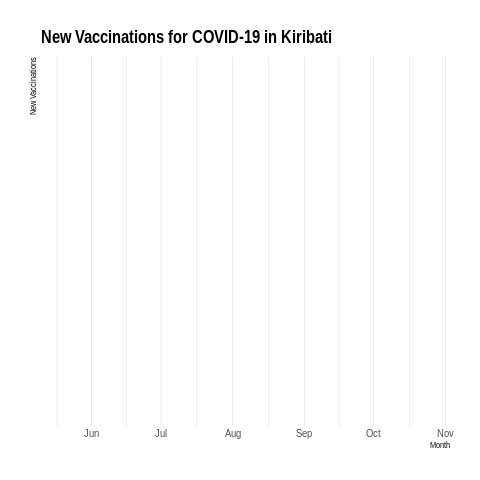 New Vaccinations for COVID-19 in Kiribati
New Vaccinations
Jun Jul Aug Sep Oct Nov
Month